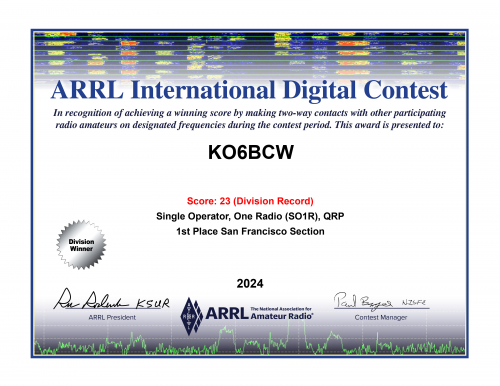 ARRL International Digital Contest
In recognition of achieving a winning score by making two-way contacts with other participating
radio amateurs on designated frequencies during the contest period. This award is presented to:
KO6BCW
Score: 23 (Division Record)
Single Operator, One Radio (SO1R), QRP
1st Place San Francisco Section
Division
Winner
2024
K5UR
ARRL President
ARRL
The National Association for
Amateur Radio®
N2SFZ
Contest Manager